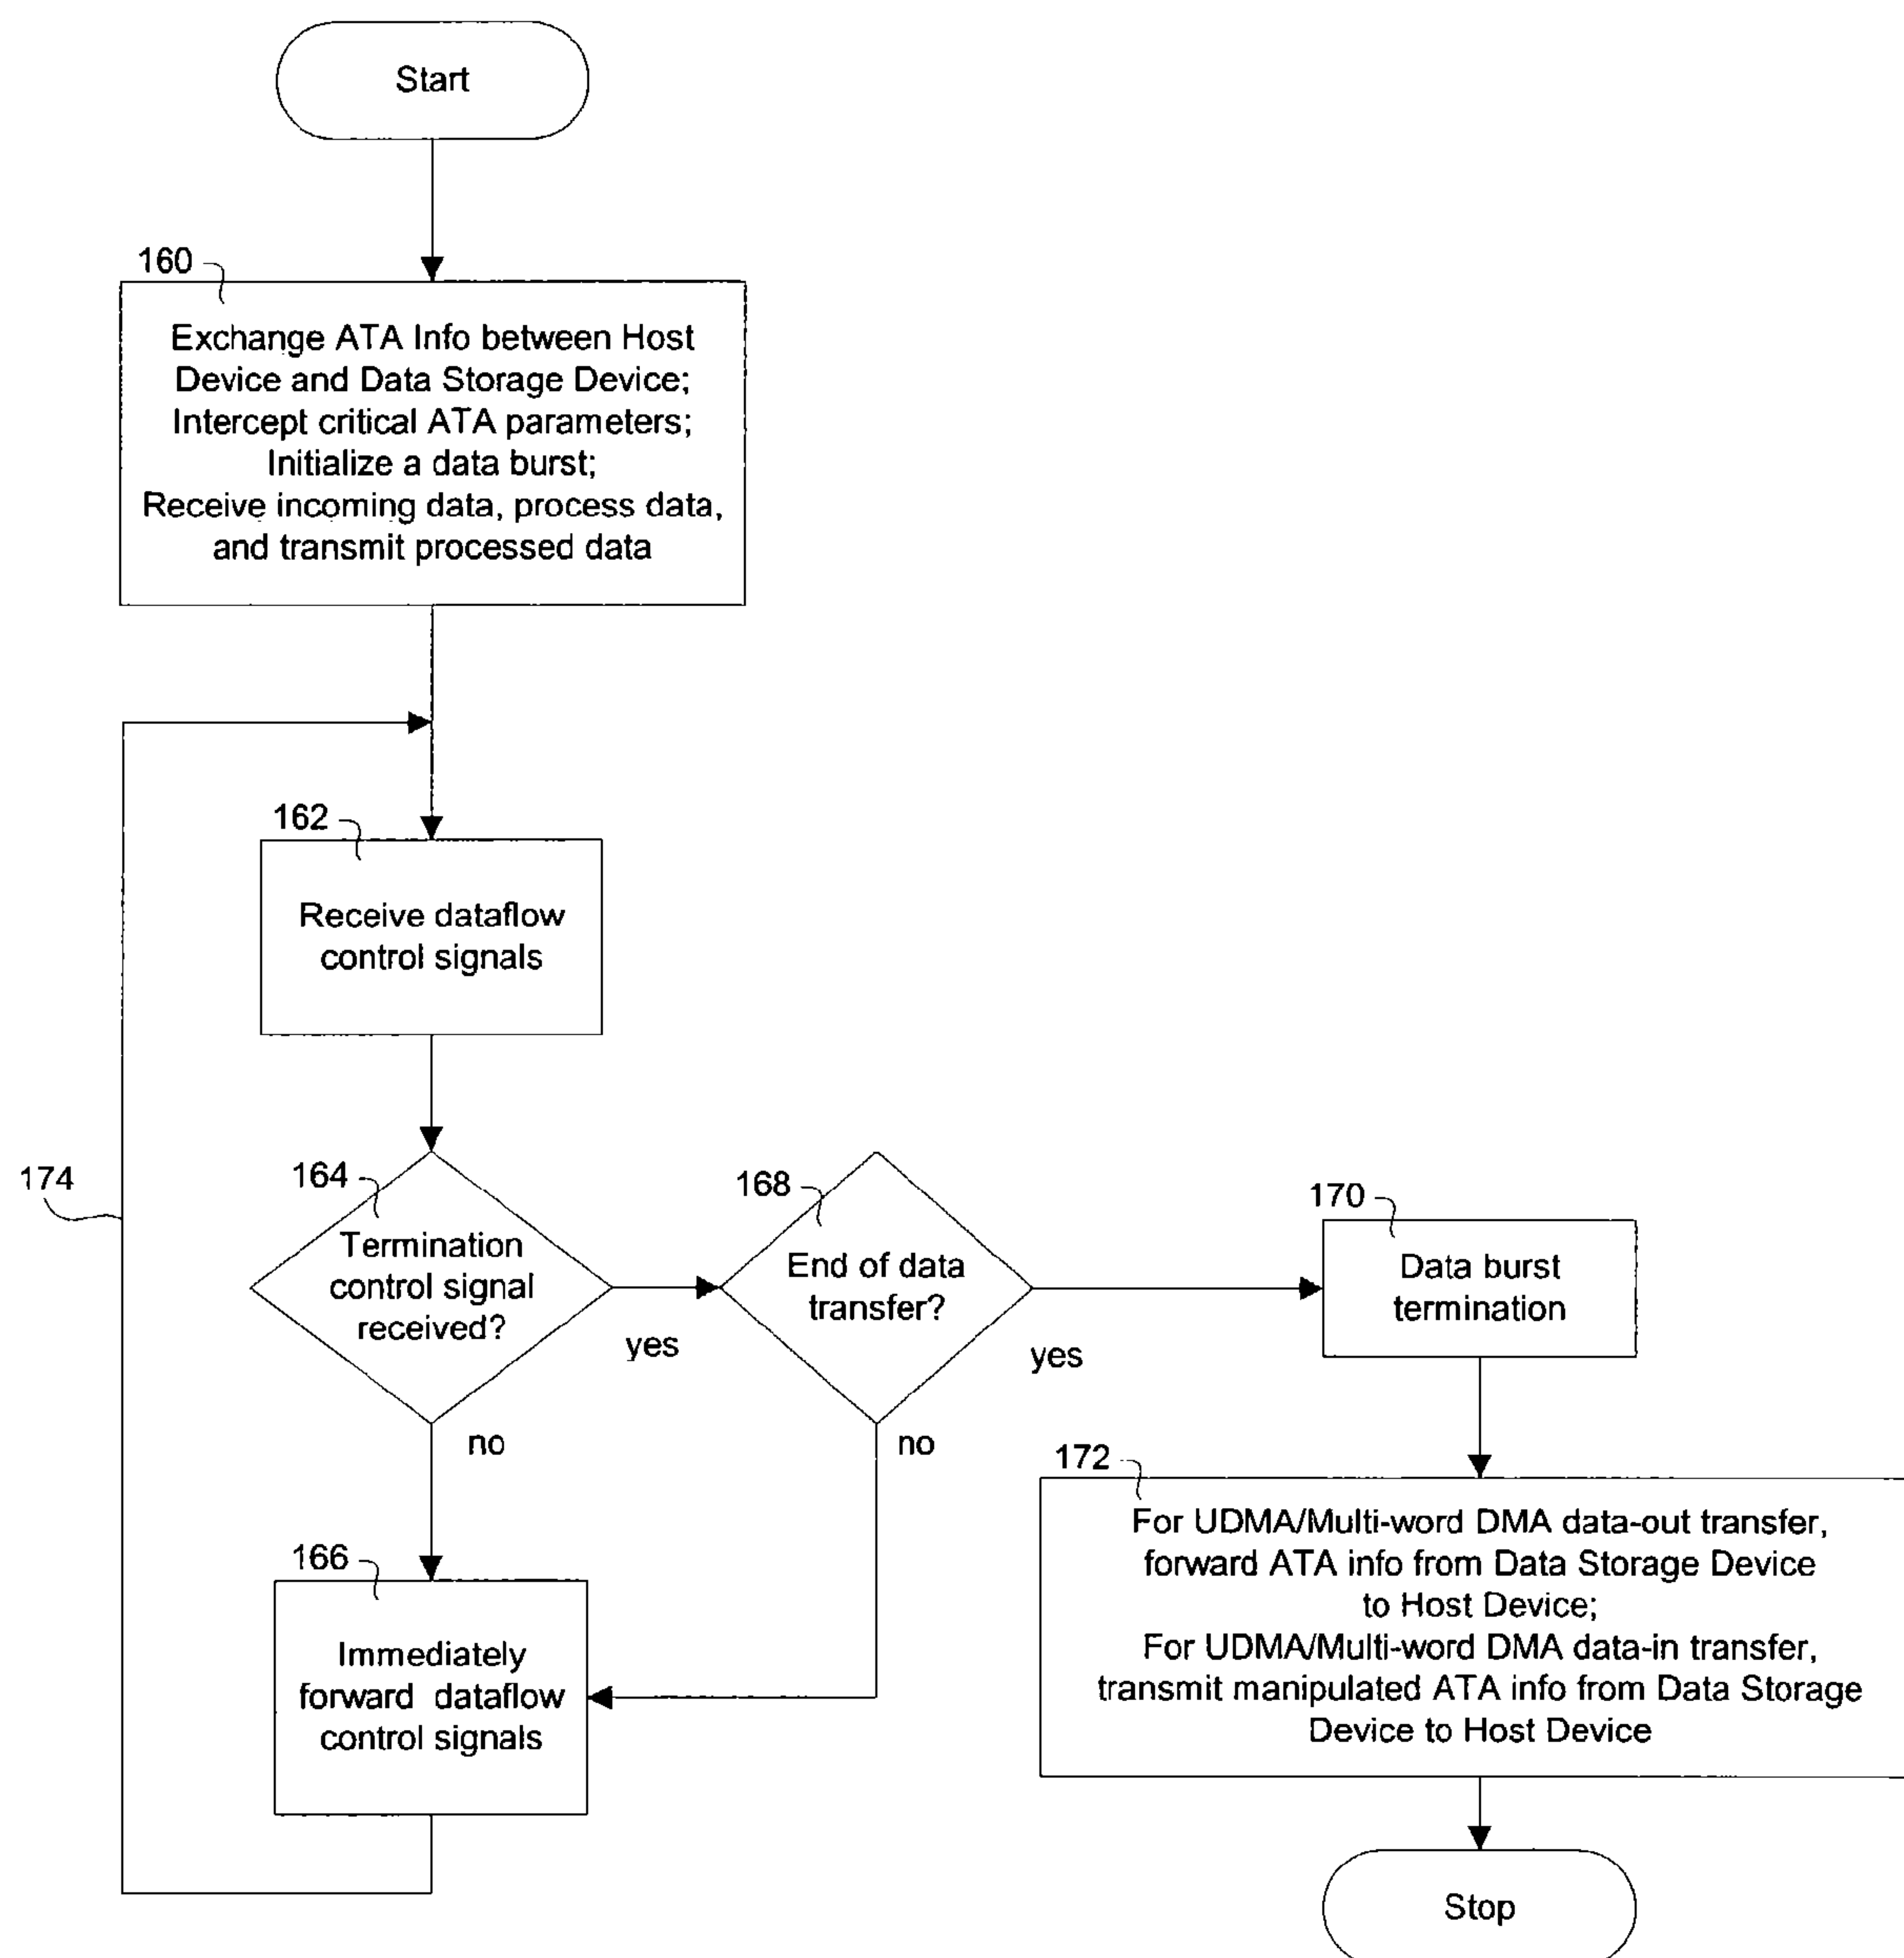 Start
160
Exchange ATA Info between Host
Device and Data Storage Device;
Intercept critical ATA parameters;
Initialize a data burst;
Receive incoming data, process data,
and transmit processed data
162
Receive dataflow
control signals
174
164
Termination
control signal
received?
yes
no
168
End of data
transfer?
yes
no
170
Data burst
termination
166
Immediately
forward dataflow
control signals
172
For UDMA/Multi-word DMA data-out transfer,
forward ATA info from Data Storage Device
to Host Device;
For UDMA/Multi-word DMA data-in transfer,
transmit manipulated ATA info from Data Storage
Device to Host Device
Stop